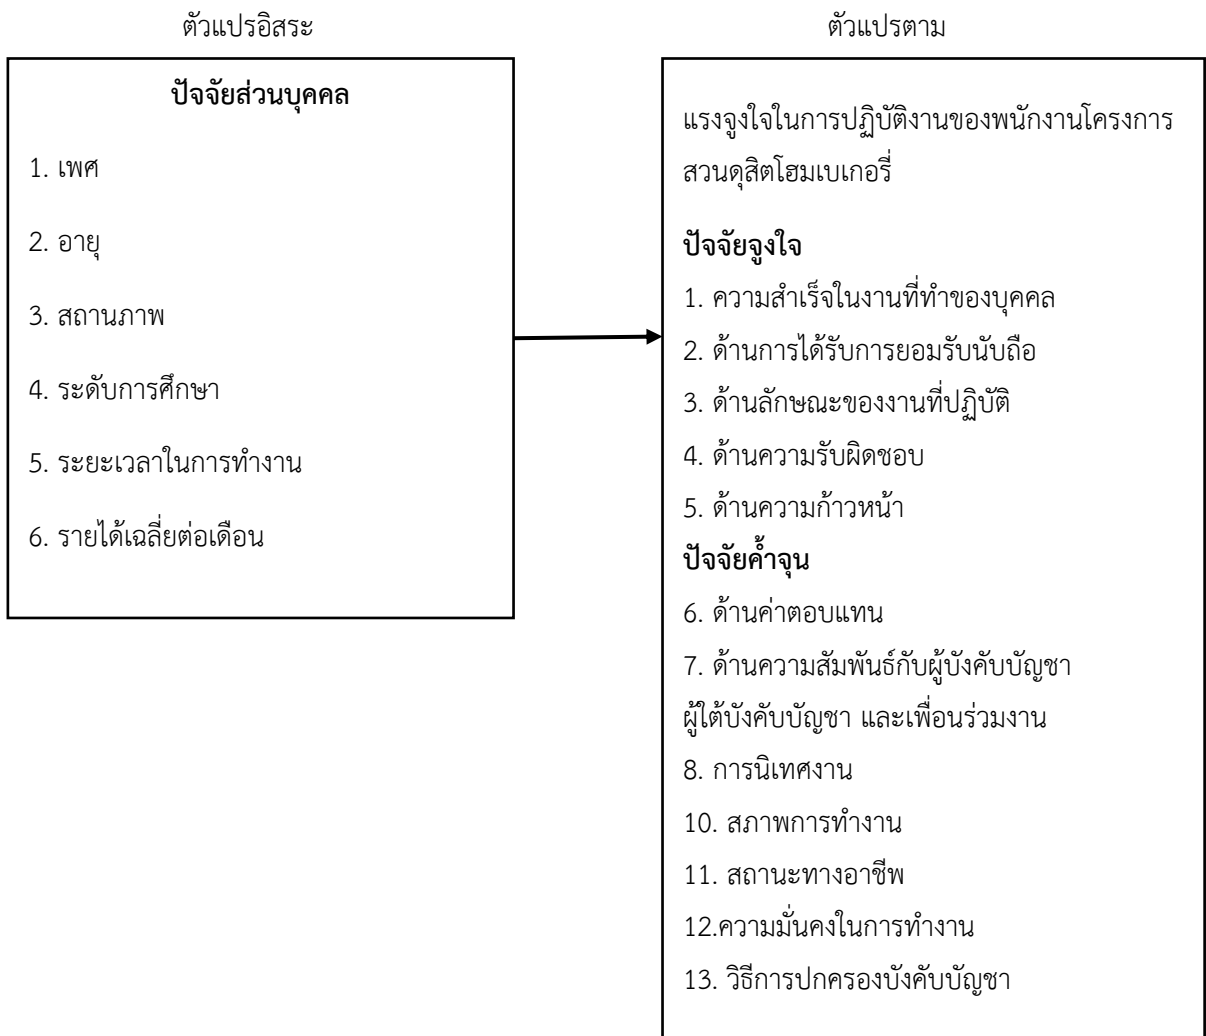 ตัวแปรอิสระ
ปัจจัยส่วนบุคคล
1. เพศ
2. อายุ
3. สถานภาพ
4. ระดับการศึกษา
5. ระยะเวลาในการทำงาน
6. รายได้เฉลี่ยต่อเดือน
ตัวแปรตาม
แรงจูงใจในการปฏิบัติงานของพนักงานโครงการ
สวนดุสิตโฮมเบเกอรี่
ปัจจัยจูงใจ
1. ความสำเร็จในงานที่ทำของบุคคล
2. ด้านการได้รับการยอมรับนับถือ
3. ด้านลักษณะของงานที่ปฏิบัติ
4. ด้านความรับผิดชอบ
5. ด้านความก้าวหน้า
ปัจจัยค้ำจุน
6. ด้านค่าตอบแทน
7. ด้านความสัมพันธ์กับผู้บังคับบัญชา
ผู้ใต้บังคับบัญชา และเพื่อนร่วมงาน
8. การนิเทศงาน
10. สภาพการทำงาน
11. สถานะทางอาชีพ
12.ความมั่นคงในการทำงาน
13. วิธีการปกครองบังคับบัญชา